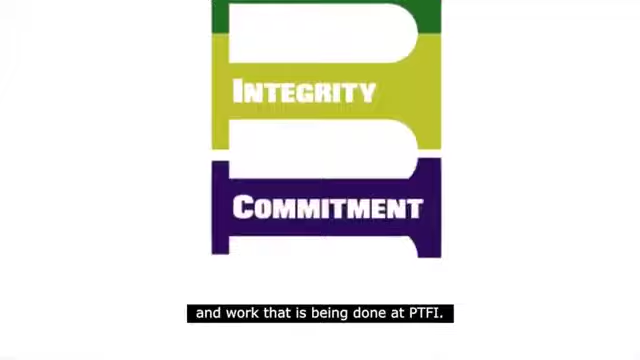 INTEGRITY
COMMITMENT
and work that is being done at PTFI.